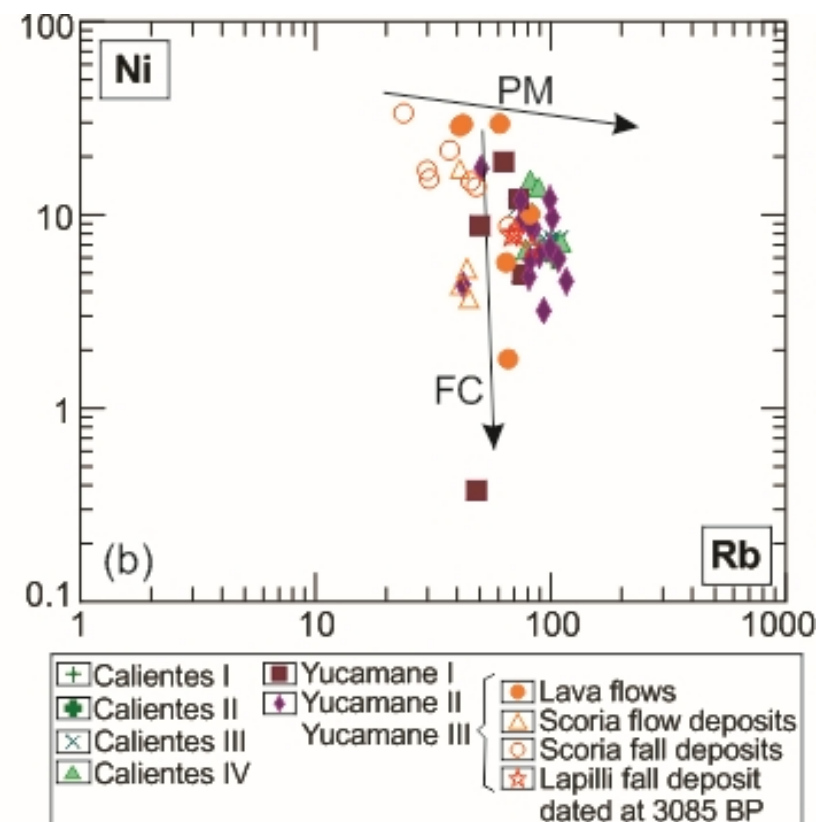 100
Ni
PM
10
1
FC
(b)
Rb
0.1
1 10 100 1000
Calientes I
Calientes II
Calientes III
Calientes IV
Yucamane I
Yucamane II
Yucamane III
Lava flows
Scoria flow deposits
Scoria fall deposits
Lapilli fall deposit
dated at 3085 BP